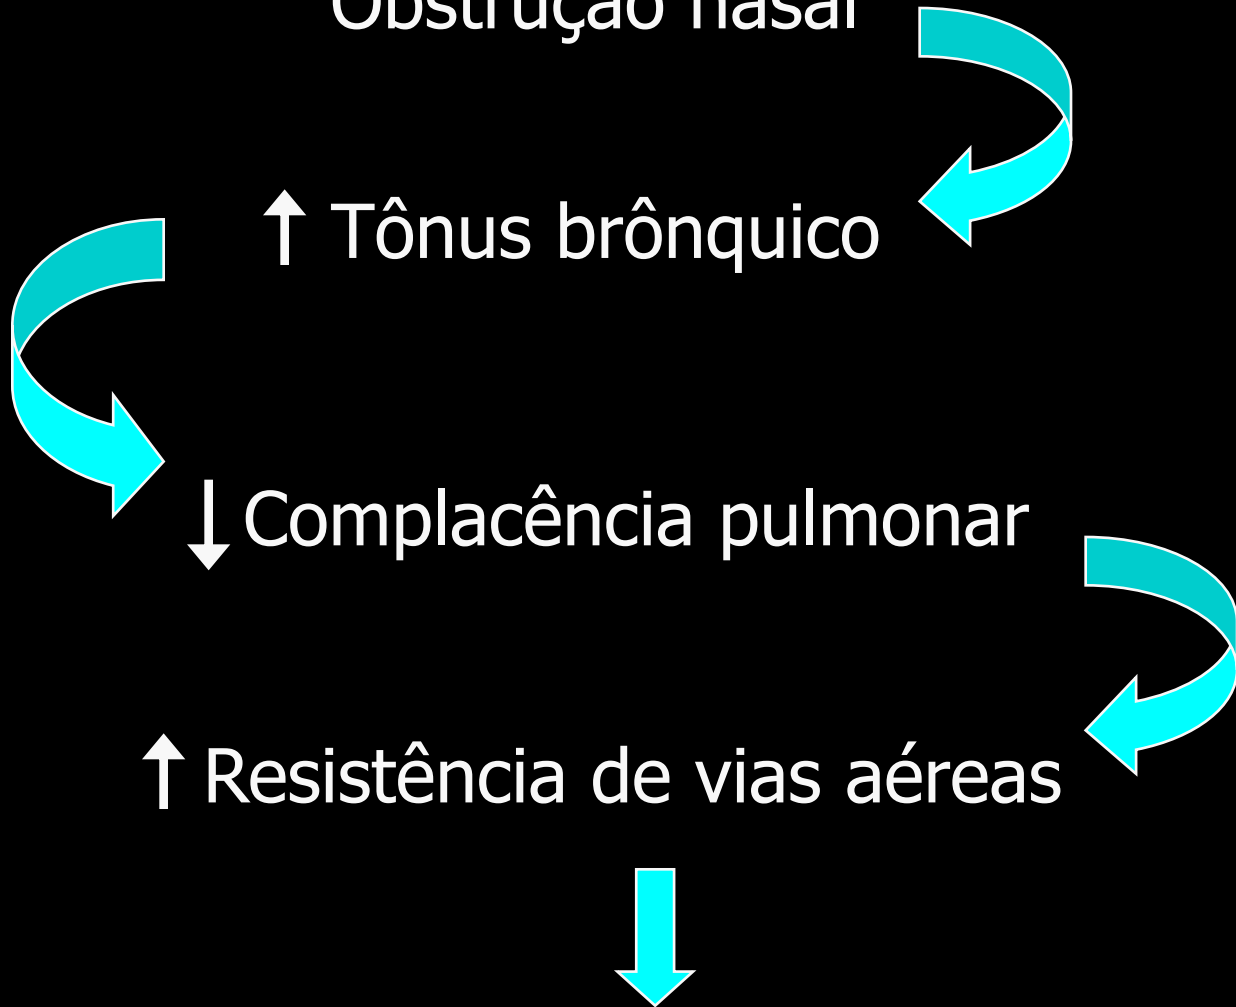 Obstrução nasal
↑ Tônus brônquico
↓ Complacência pulmonar
↑ Resistência de vias aéreas